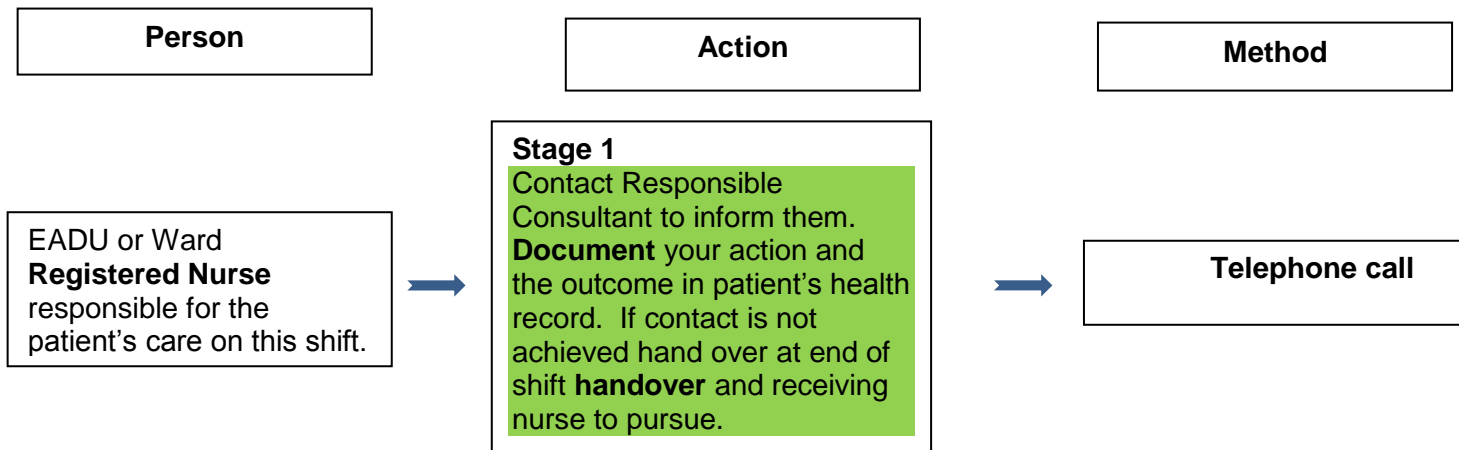 Person
Action
Method
EADU or Ward
Registered Nurse
responsible for the
patient’s care on this shift.
Stage 1
Contact Responsible
Consultant to inform them.
Document your action and
the outcome in patient’s health
record.  If contact is not
achieved hand over at end of
shift handover and receiving
nurse to pursue.
Telephone call